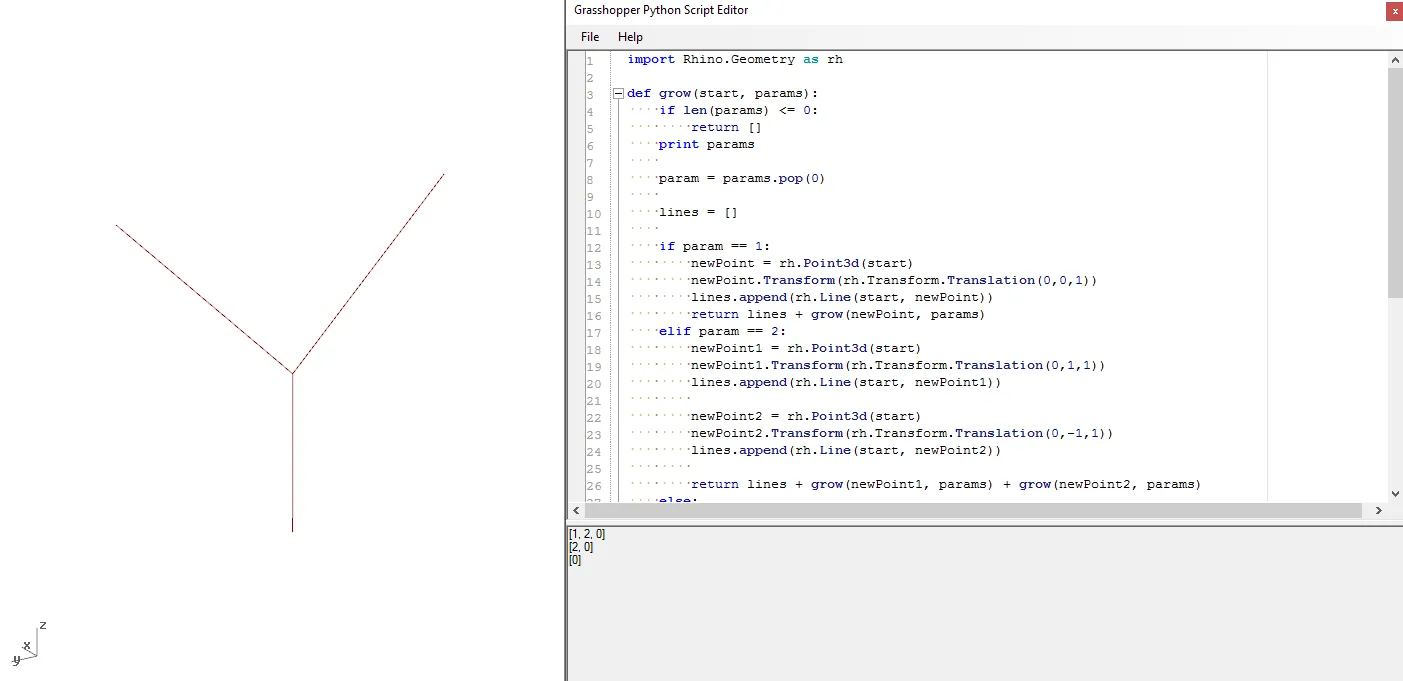 Grasshopper Python Script Editor
File Help
1 import Rhino.Geometry as rh
2
3 def grow(start, params):
4 if len(params) <= 0:
5 return []
6 print params
7
8 param = params.pop(0)
9
10 lines = []
11
12 if param == 1:
13 newPoint = rh.Point3d(start)
14 newPoint.Transform(rh.Transform.Translation(0,0,1))
15 lines.append(rh.Line(start, newPoint))
16 return lines + grow(newPoint, params)
17 elif param == 2:
18 newPoint1 = rh.Point3d(start)
19 newPoint1.Transform(rh.Transform.Translation(0,1,1))
20 lines.append(rh.Line(start, newPoint1))
21
22 newPoint2 = rh.Point3d(start)
23 newPoint2.Transform(rh.Transform.Translation(0,-1,1))
24 lines.append(rh.Line(start, newPoint2))
25
26 return lines + grow(newPoint1, params) + grow(newPoint2, params)
27 else:
[1, 2, 0]
[2, 0]
[0]
z
x
y